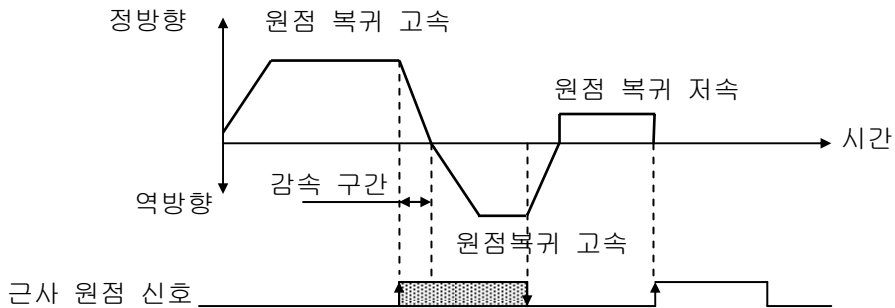 정방향
원점 복귀 고속
원점 복귀 저속
시간
감속 구간
역방향
원점복귀 고속
근사 원점 신호